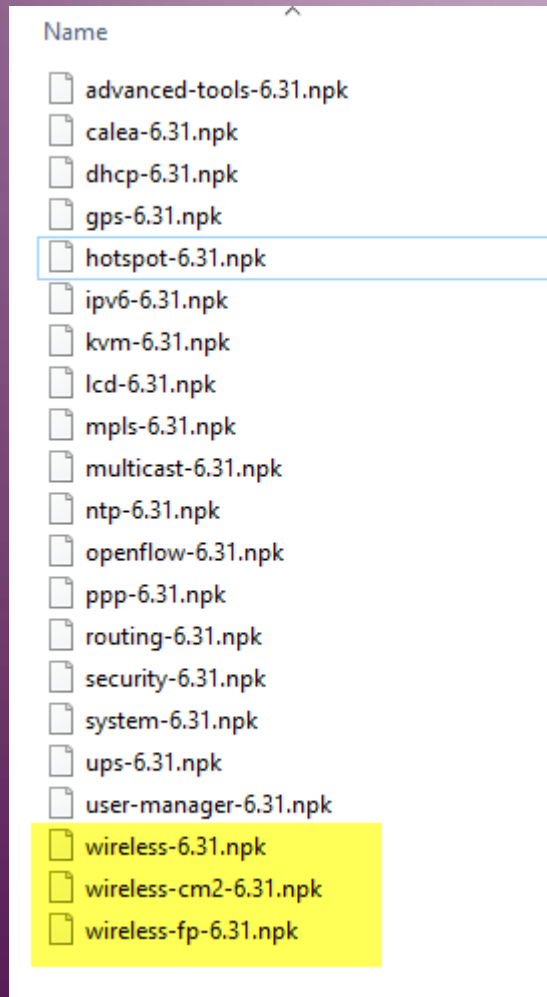 Name
advanced-tools-6.31.npk
calea-6.31.npk
dhcp-6.31.npk
gps-6.31.npk
hotspot-6.31.npk
ipv6-6.31.npk
kvm-6.31.npk
lcd-6.31.npk
mpls-6.31.npk
multicast-6.31.npk
ntp-6.31.npk
openflow-6.31.npk
ppp-6.31.npk
routing-6.31.npk
security-6.31.npk
system-6.31.npk
ups-6.31.npk
user-manager-6.31.npk
wireless-6.31.npk
wireless-cm2-6.31.npk
wireless-fp-6.31.npk